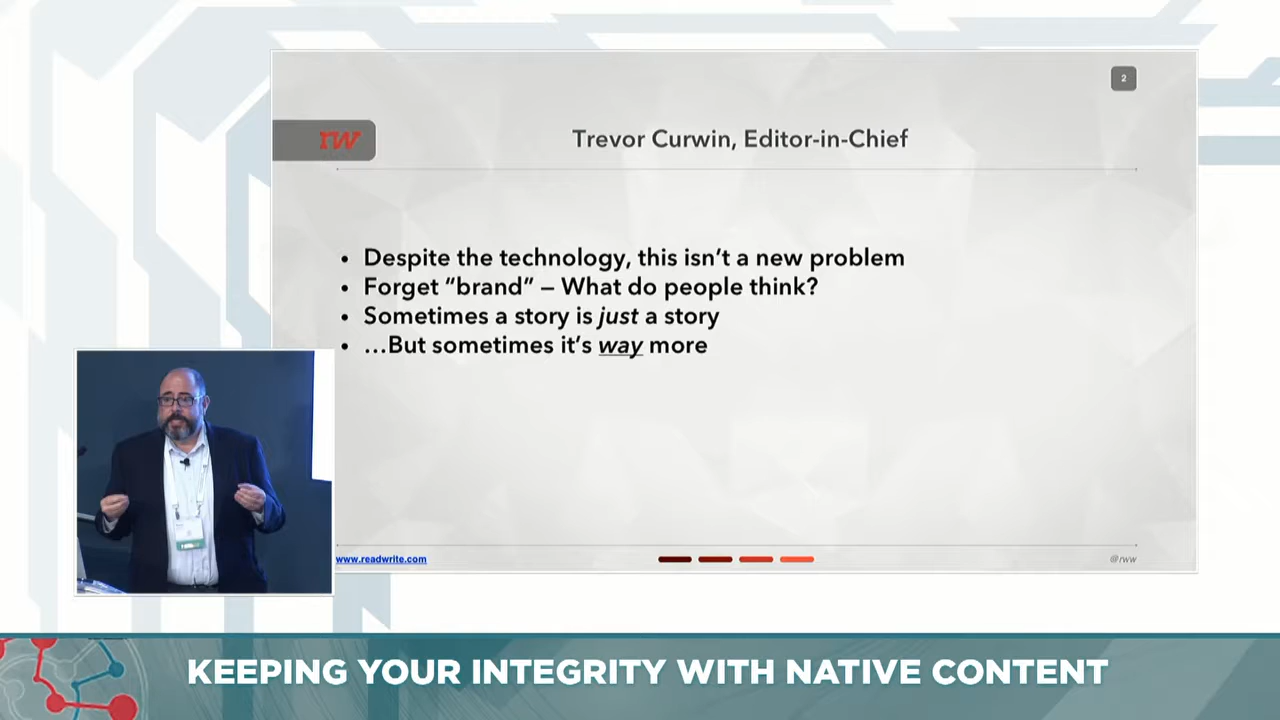 2
rw
Trevor Curwin, Editor-in-Chief
• Despite the technology, this isn't a new problem
• Forget "brand" – What do people think?
• Sometimes a story is just a story
• …But sometimes it's way more
www.readwrite.com
@rww
KEEPING YOUR INTEGRITY WITH NATIVE CONTENT